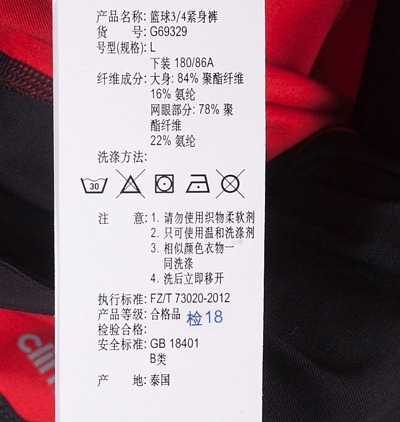 产品名称: 篮球3/4紧身裤
货 号: G69329
号型(规格): L
下装 180/86A
纤维成分: 大身: 84% 聚酯纤维
16% 氨纶
网眼部分: 78% 聚
酯纤维
22% 氨纶
洗涤方法:
30
注 意: 1. 请勿使用织物柔软剂
2. 只可使用温和洗涤剂
3. 相似颜色衣物一
同洗涤
4. 洗后立即移开
执行标准: FZ/T 73020-2012
产品等级: 合格品
检18
检验合格:
安全标准: GB 18401
B类
产 地: 泰国